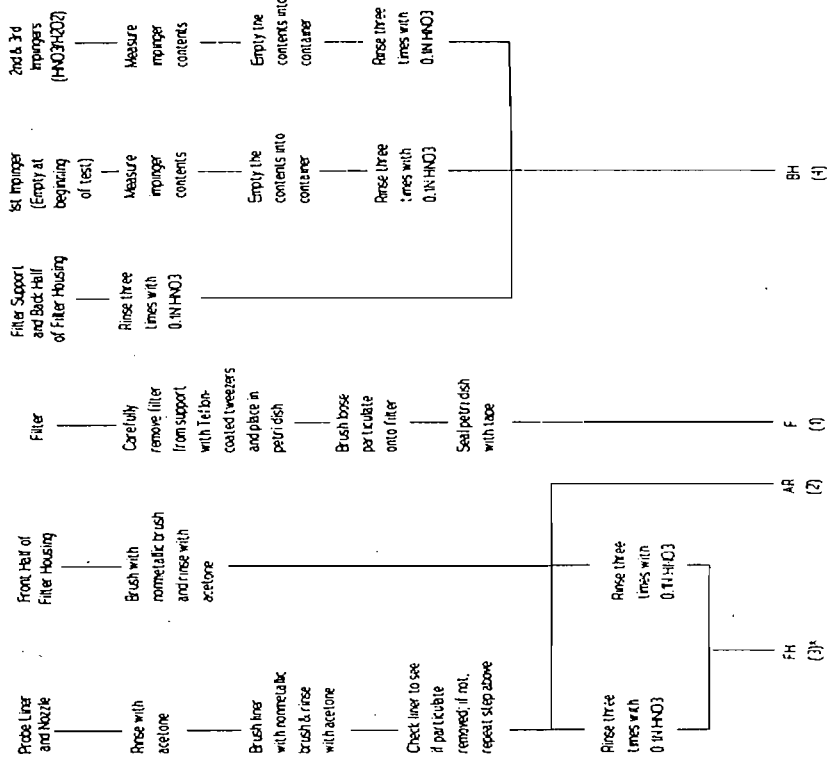 Probe Liner
and Nozzle
Rinse with
acetone
Brush liner
with nonmetallic
brush & rinse
with acetone
Check liner to see
if particulate
removed; if not,
repeat step above
Rinse three
times with
0.1N HNO3
FH
(3)*
Front Half of
Filter Housing
Brush with
nonmetallic brush
and rinse with
acetone
Rinse three
times with
0.1N HNO3
AR
(2)
Filter
Carefully
remove filter
from support
with Teflon-
coated tweezers
and place in
petri dish
Brush loose
particulate
onto filter
Seal petri dish
with tape
F
(1)
Filter Support
and Back Half
of Filter Housing
Rinse three
times with
0.1N HNO3
1st Impinger
(Empty at
beginning
of test)
Measure
impinger
contents
Empty the
contents into
container
Rinse three
times with
0.1N HNO3
BH
(4)
2nd & 3rd
Impingers
(HNO3/H2O2)
Measure
impinger
contents
Empty the
contents into
container
Rinse three
times with
0.1N HNO3